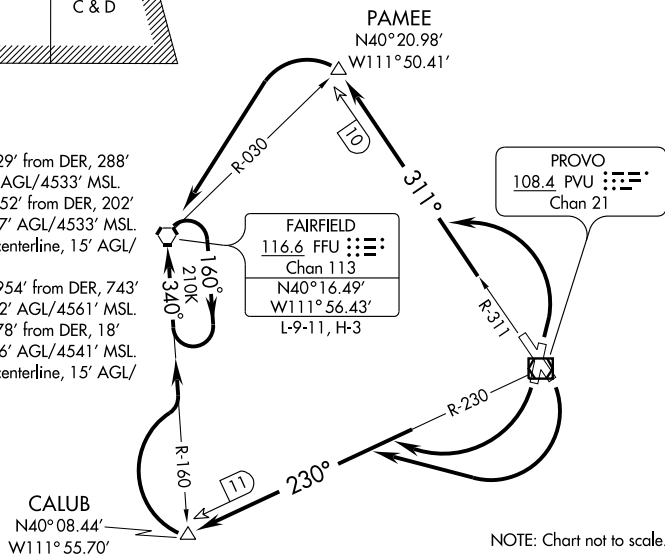 C & D
PAMEE
N40°20.98'
W111°50.41'
10
R-030
29' from DER, 288'
AGL/4533' MSL.
52' from DER, 202'
7' AGL/4533' MSL.
centerline, 15' AGL/
954' from DER, 743'
2' AGL/4561' MSL.
78' from DER, 18'
6' AGL/4541' MSL.
centerline, 15' AGL/
311°
PROVO
108.4 PVU
Chan 21
FAIRFIELD
116.6 FFU
Chan 113
N40°16.49'
W111°56.43'
L-9-11, H-3
160°
210K
340°
R-311
R-230
R-160
230°
11
CALUB
N40°08.44'
W111°55.70'
NOTE: Chart not to scale.